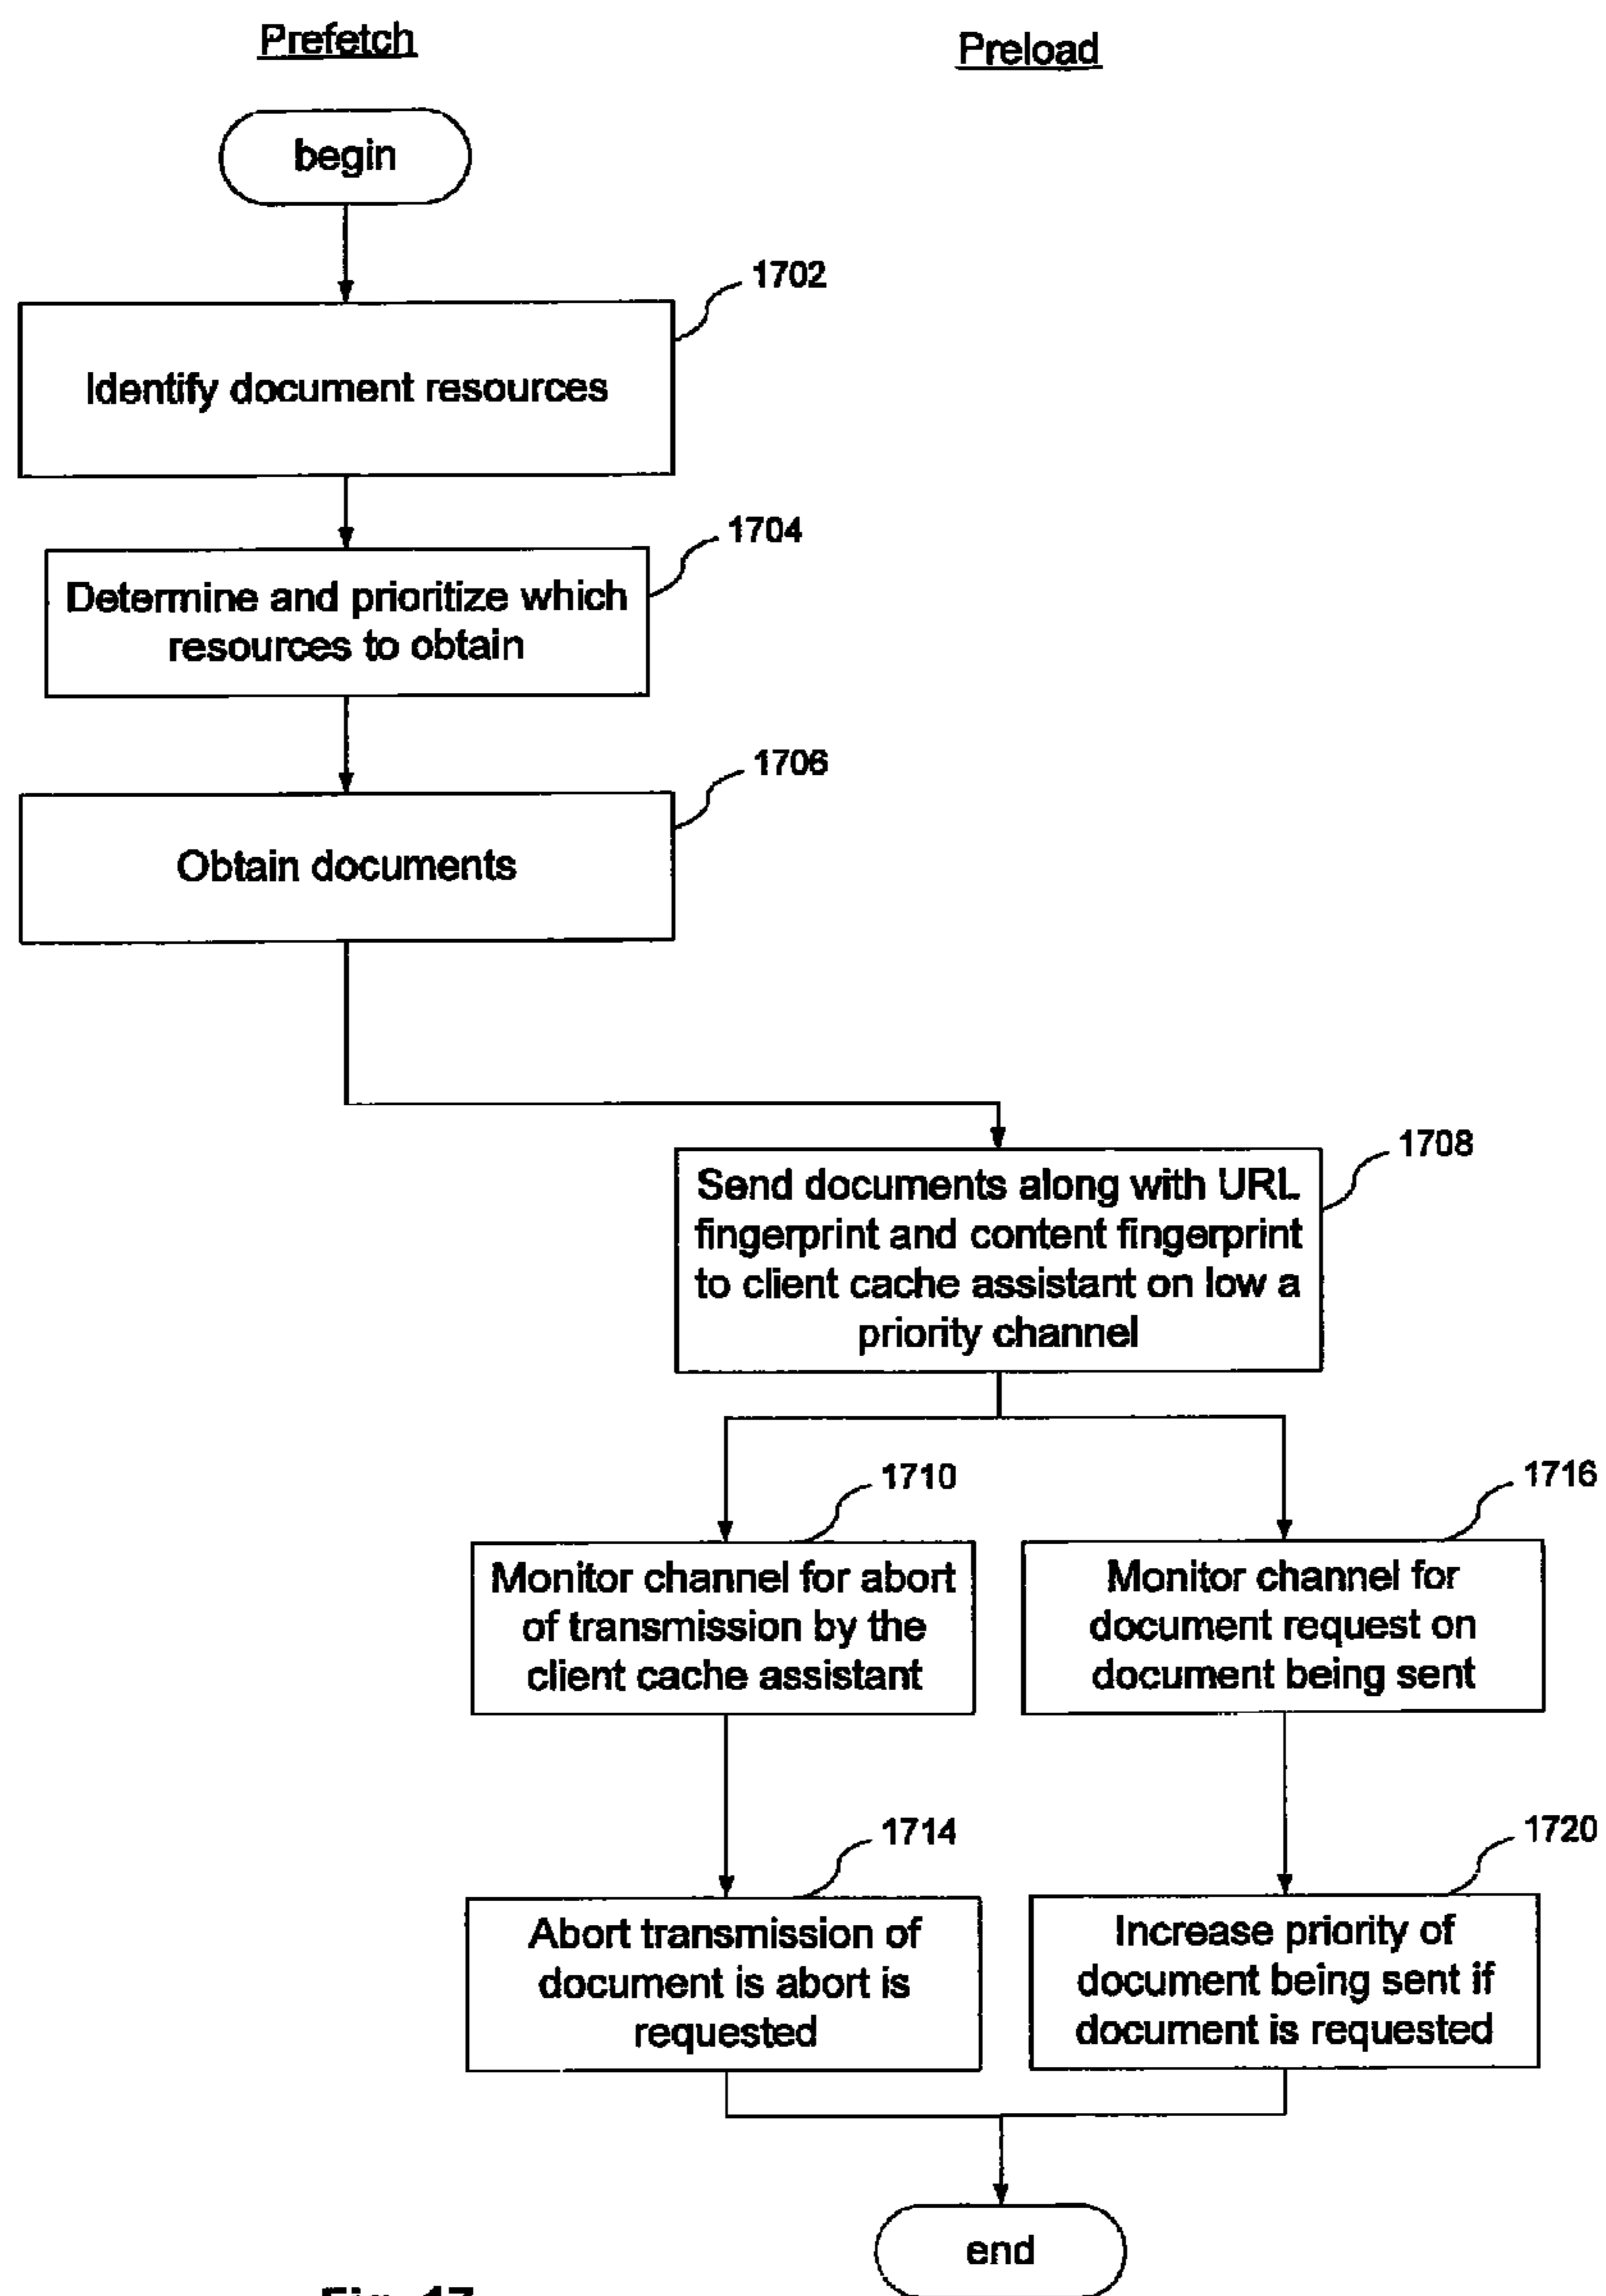 Prefetch
Preload
begin
1702
Identify document resources
1704
Determine and prioritize which
resources to obtain
1706
Obtain documents
1708
Send documents along with URL
fingerprint and content fingerprint
to client cache assistant on low a
priority channel
1710
Monitor channel for abort
of transmission by the
client cache assistant
1716
Monitor channel for
document request on
document being sent
1714
Abort transmission of
document is abort is
requested
1720
Increase priority of
document being sent if
document is requested
end
Fig. 17